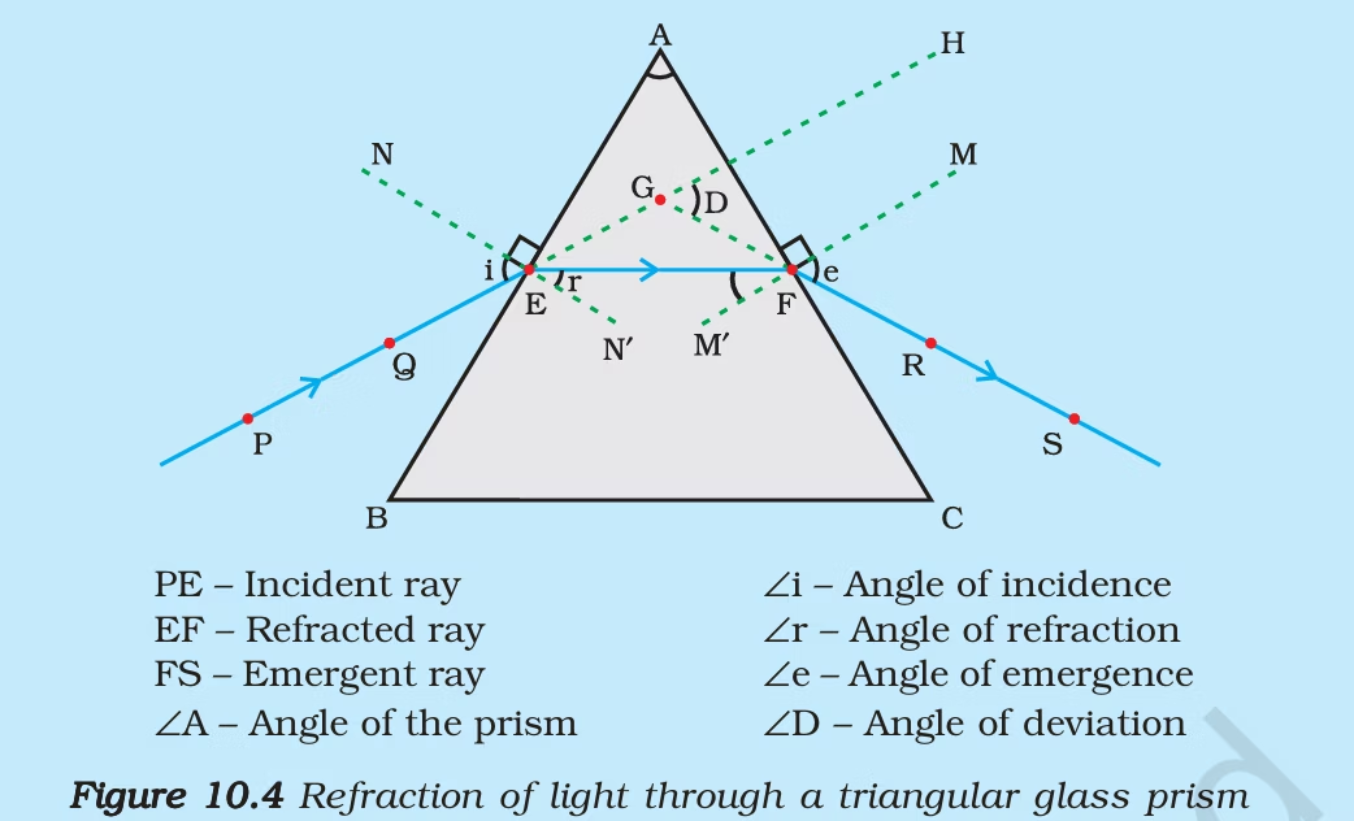 A
H
N
M
G
D
i
r
e
E
F
N′
M′
Q
R
P
S
B
C
PE – Incident ray
∠i – Angle of incidence
EF – Refracted ray
∠r – Angle of refraction
FS – Emergent ray
∠e – Angle of emergence
∠A – Angle of the prism
∠D – Angle of deviation
Figure 10.4 Refraction of light through a triangular glass prism
d